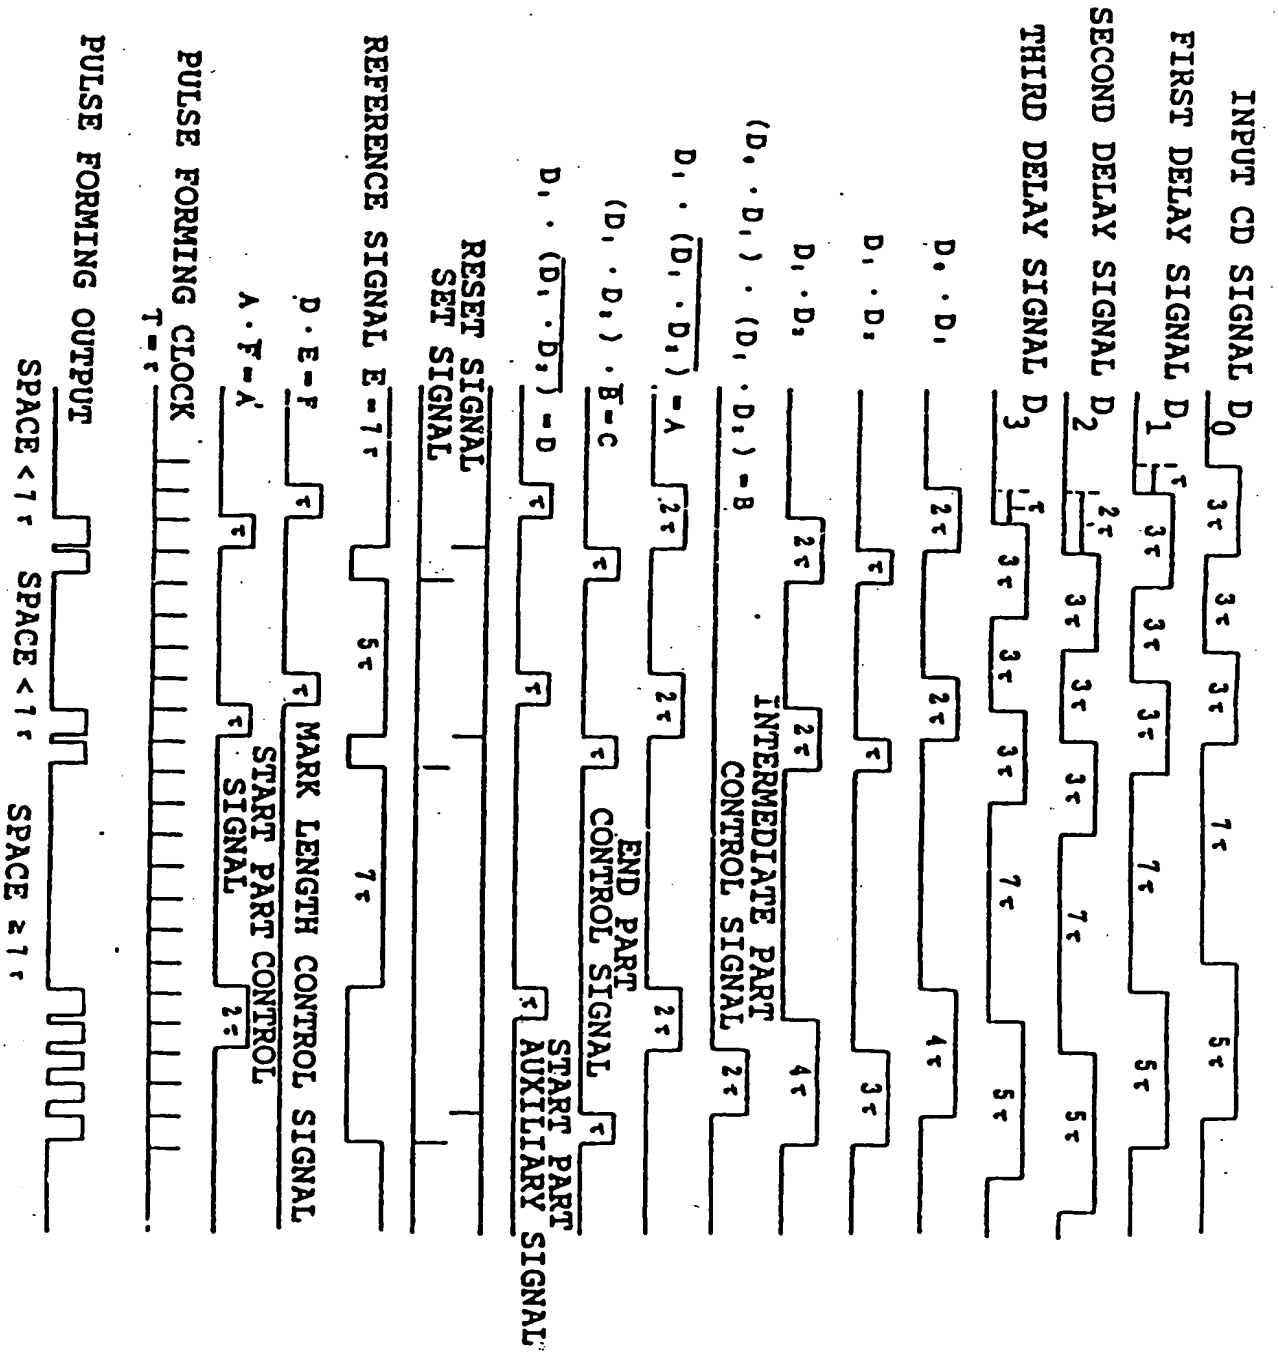 INPUT CD SIGNAL D0 3τ 3τ 3τ 7τ 5τ
τ
FIRST DELAY SIGNAL D1 3τ 3τ 3τ 7τ 5τ
2τ
SECOND DELAY SIGNAL D2 3τ 3τ 3τ 7τ 5τ
τ
THIRD DELAY SIGNAL D3 3τ 3τ 3τ 7τ 5τ
D₀ · D₁ 2τ 2τ 4τ
D₁ · D₃ τ τ 3τ
D₁ · D₂ 2τ 2τ 4τ
(D₀ · D₁) · (D₁ · D₃) = B 2τ
INTERMEDIATE PART
CONTROL SIGNAL
D₁ · (D̅₁̅ ̅·̅ ̅D̅₃̅) = A 2τ 2τ 2τ
(D₁ · D₂) · B̅ = C τ τ τ
END PART
CONTROL SIGNAL
D₁ · (D̅₁̅ ̅·̅ ̅D̅₂̅) = D τ τ τ
START PART
AUXILIARY SIGNAL
RESET SIGNAL
SET SIGNAL
REFERENCE SIGNAL E = 7τ 5τ 7τ
D · E = F τ τ
MARK LENGTH CONTROL SIGNAL
A · F̅ = A' τ τ 2τ
START PART CONTROL
SIGNAL
PULSE FORMING CLOCK
T = τ
PULSE FORMING OUTPUT
SPACE < 7τ SPACE < 7τ SPACE ≥ 7τ